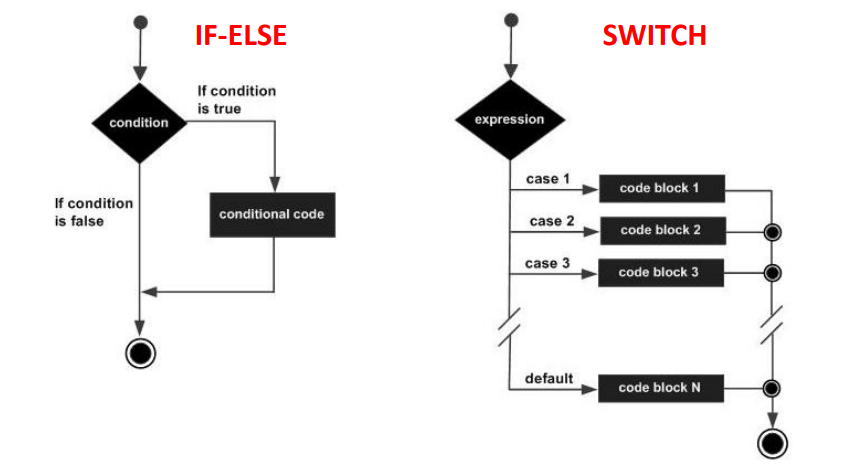 IF-ELSE
If condition
is true
condition
If condition
is false
conditional code
SWITCH
expression
case 1
code block 1
case 2
code block 2
case 3
code block 3
default
code block N